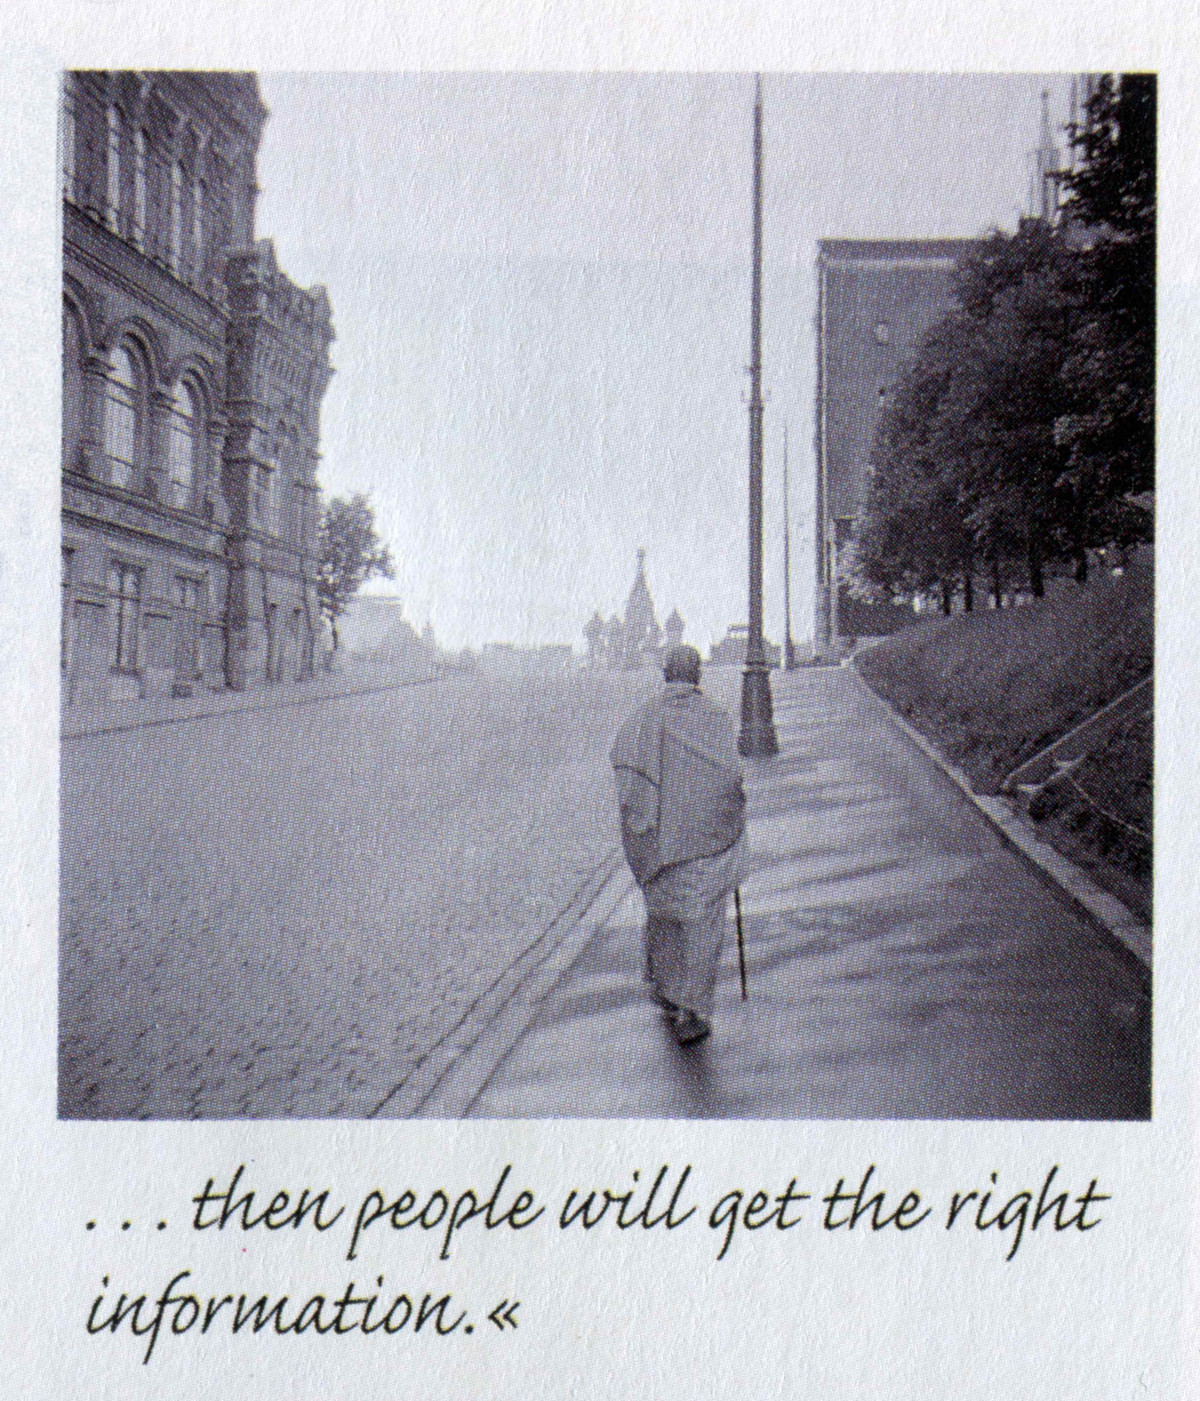 . . . then people will get the right
information.«